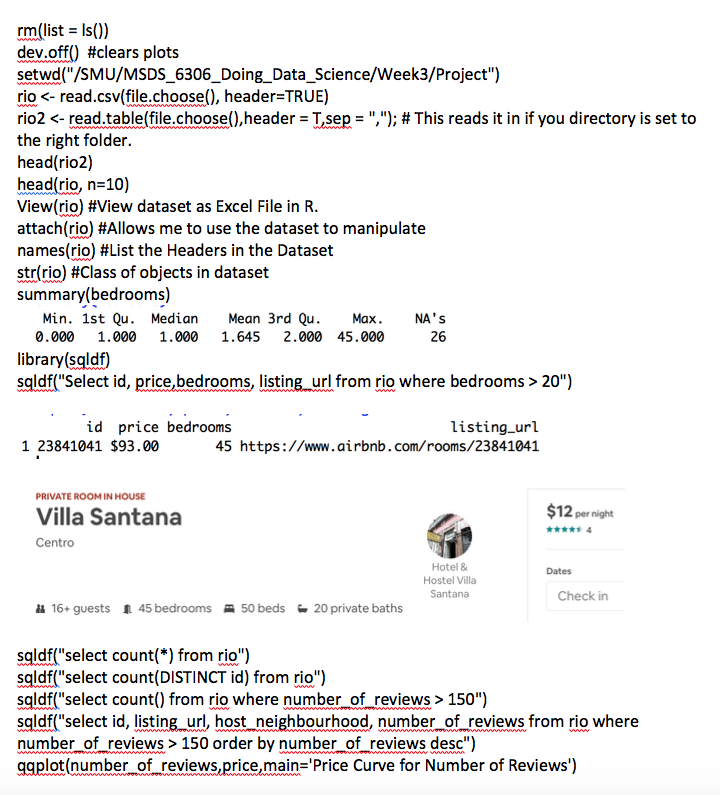 rm(list = ls())
dev.off()  #clears plots
setwd("/SMU/MSDS_6306_Doing_Data_Science/Week3/Project")
rio <- read.csv(file.choose(), header=TRUE)
rio2 <- read.table(file.choose(),header = T,sep = ","); # This reads it in if you directory is set to
the right folder.
head(rio2)
head(rio, n=10)
View(rio) #View dataset as Excel File in R.
attach(rio) #Allows me to use the dataset to manipulate
names(rio) #List the Headers in the Dataset
str(rio) #Class of objects in dataset
summary(bedrooms)
Min. 1st Qu. Median Mean 3rd Qu. Max. NA's
0.000 1.000 1.000 1.645 2.000 45.000 26
library(sqldf)
sqldf("Select id, price,bedrooms, listing_url from rio where bedrooms > 20")
id price bedrooms listing_url
1 23841041 $93.00 45 https://www.airbnb.com/rooms/23841041
PRIVATE ROOM IN HOUSE
Villa Santana
Centro
Hotel &
Hostel Villa
Santana
16+ guests 45 bedrooms 50 beds 20 private baths
$12 per night
4
Dates
Check in
sqldf("select count(*) from rio")
sqldf("select count(DISTINCT id) from rio")
sqldf("select count() from rio where number_of_reviews > 150")
sqldf("select id, listing_url, host_neighbourhood, number_of_reviews from rio where
number_of_reviews > 150 order by number_of_reviews desc")
qqplot(number_of_reviews,price,main='Price Curve for Number of Reviews')